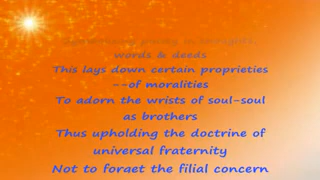 words & deeds
This lays down certain proprieties
--of moralities
To adorn the wrists of soul-soul
as brothers
Thus upholding the doctrine of
universal fraternity
Not to forget the filial concern